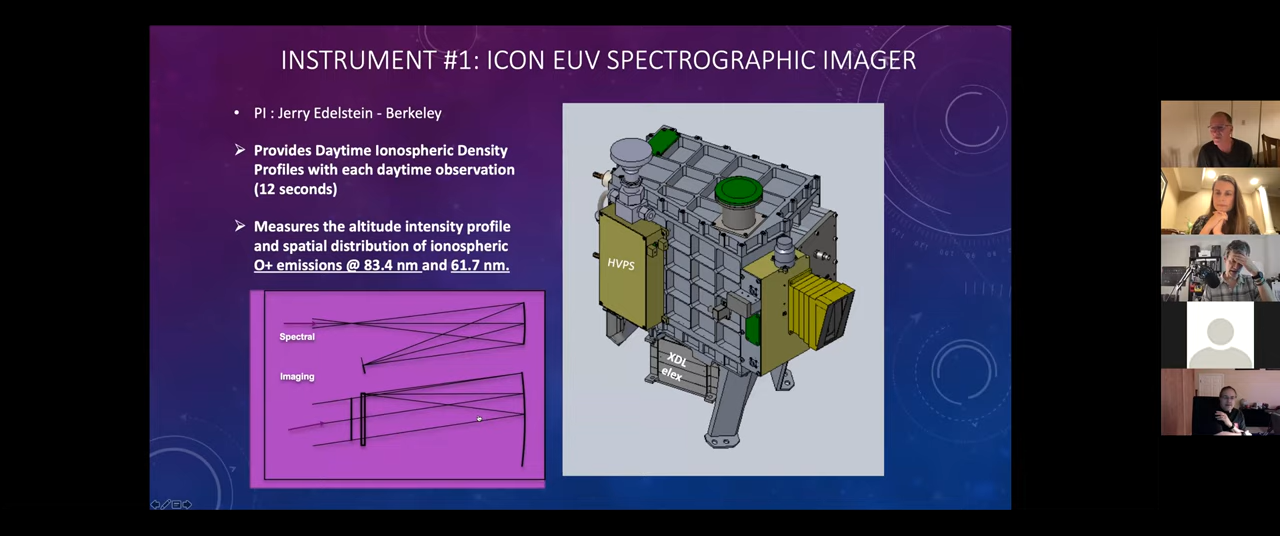 INSTRUMENT #1: ICON EUV SPECTROGRAPHIC IMAGER
• PI : Jerry Edelstein - Berkeley
➢ Provides Daytime Ionospheric Density
Profiles with each daytime observation
(12 seconds)
➢ Measures the altitude intensity profile
and spatial distribution of ionospheric
O+ emissions @ 83.4 nm and 61.7 nm.
Spectral
Imaging
HVPS
XDL
elex